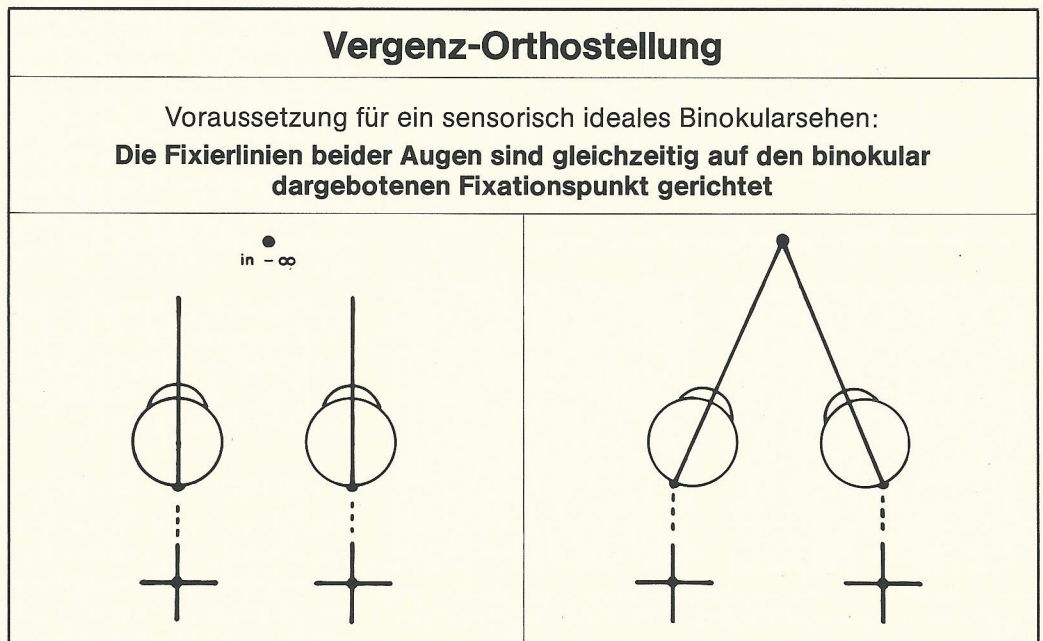 Vergenz-Orthostellung
Voraussetzung für ein sensorisch ideales Binokularsehen:
Die Fixierlinien beider Augen sind gleichzeitig auf den binokular
dargebotenen Fixationspunkt gerichtet
in – ∞